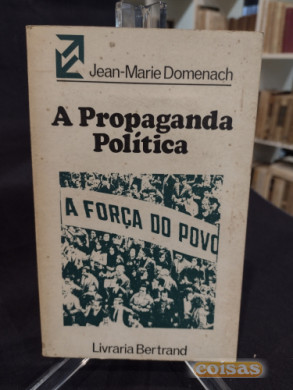 Jean-Marie Domenach
A Propaganda
Política
A FORÇA DO POVO
Livraria Bertrand
coisas